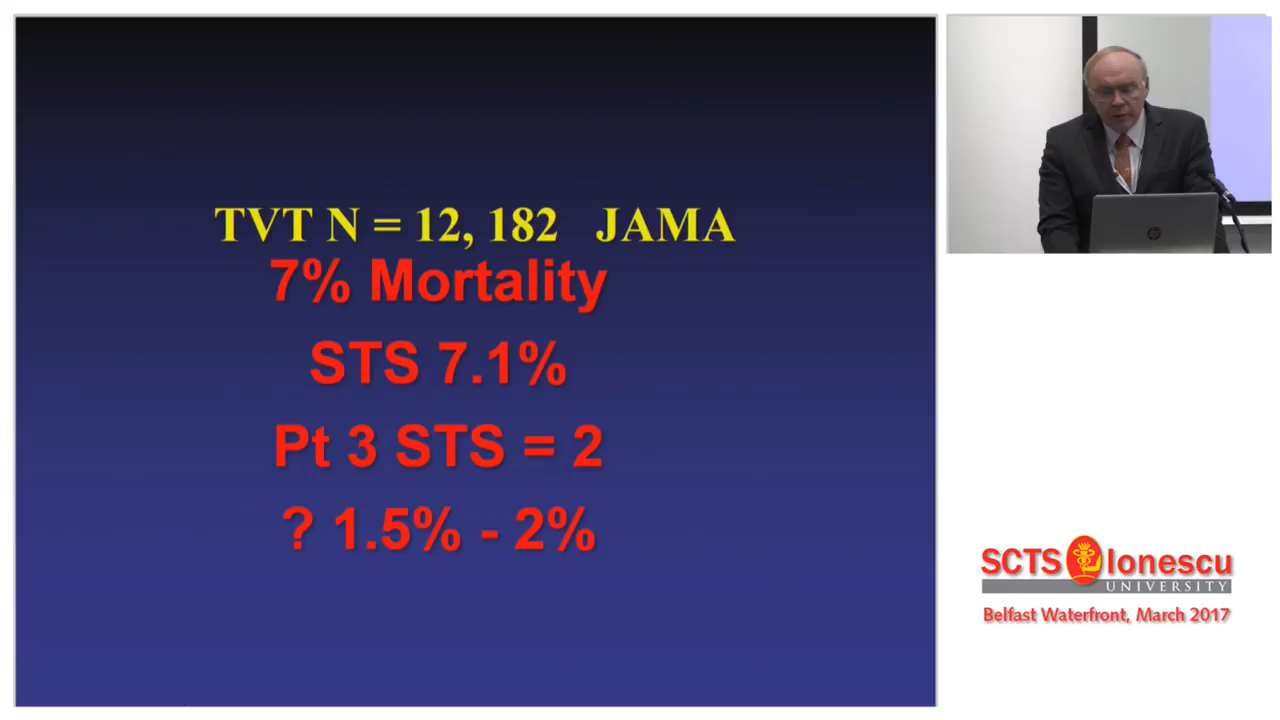 TVT N = 12, 182 JAMA
7% Mortality
STS 7.1%
Pt 3 STS = 2
? 1.5% - 2%
SCTS Ionescu
UNIVERSITY
Belfast Waterfront, March 2017